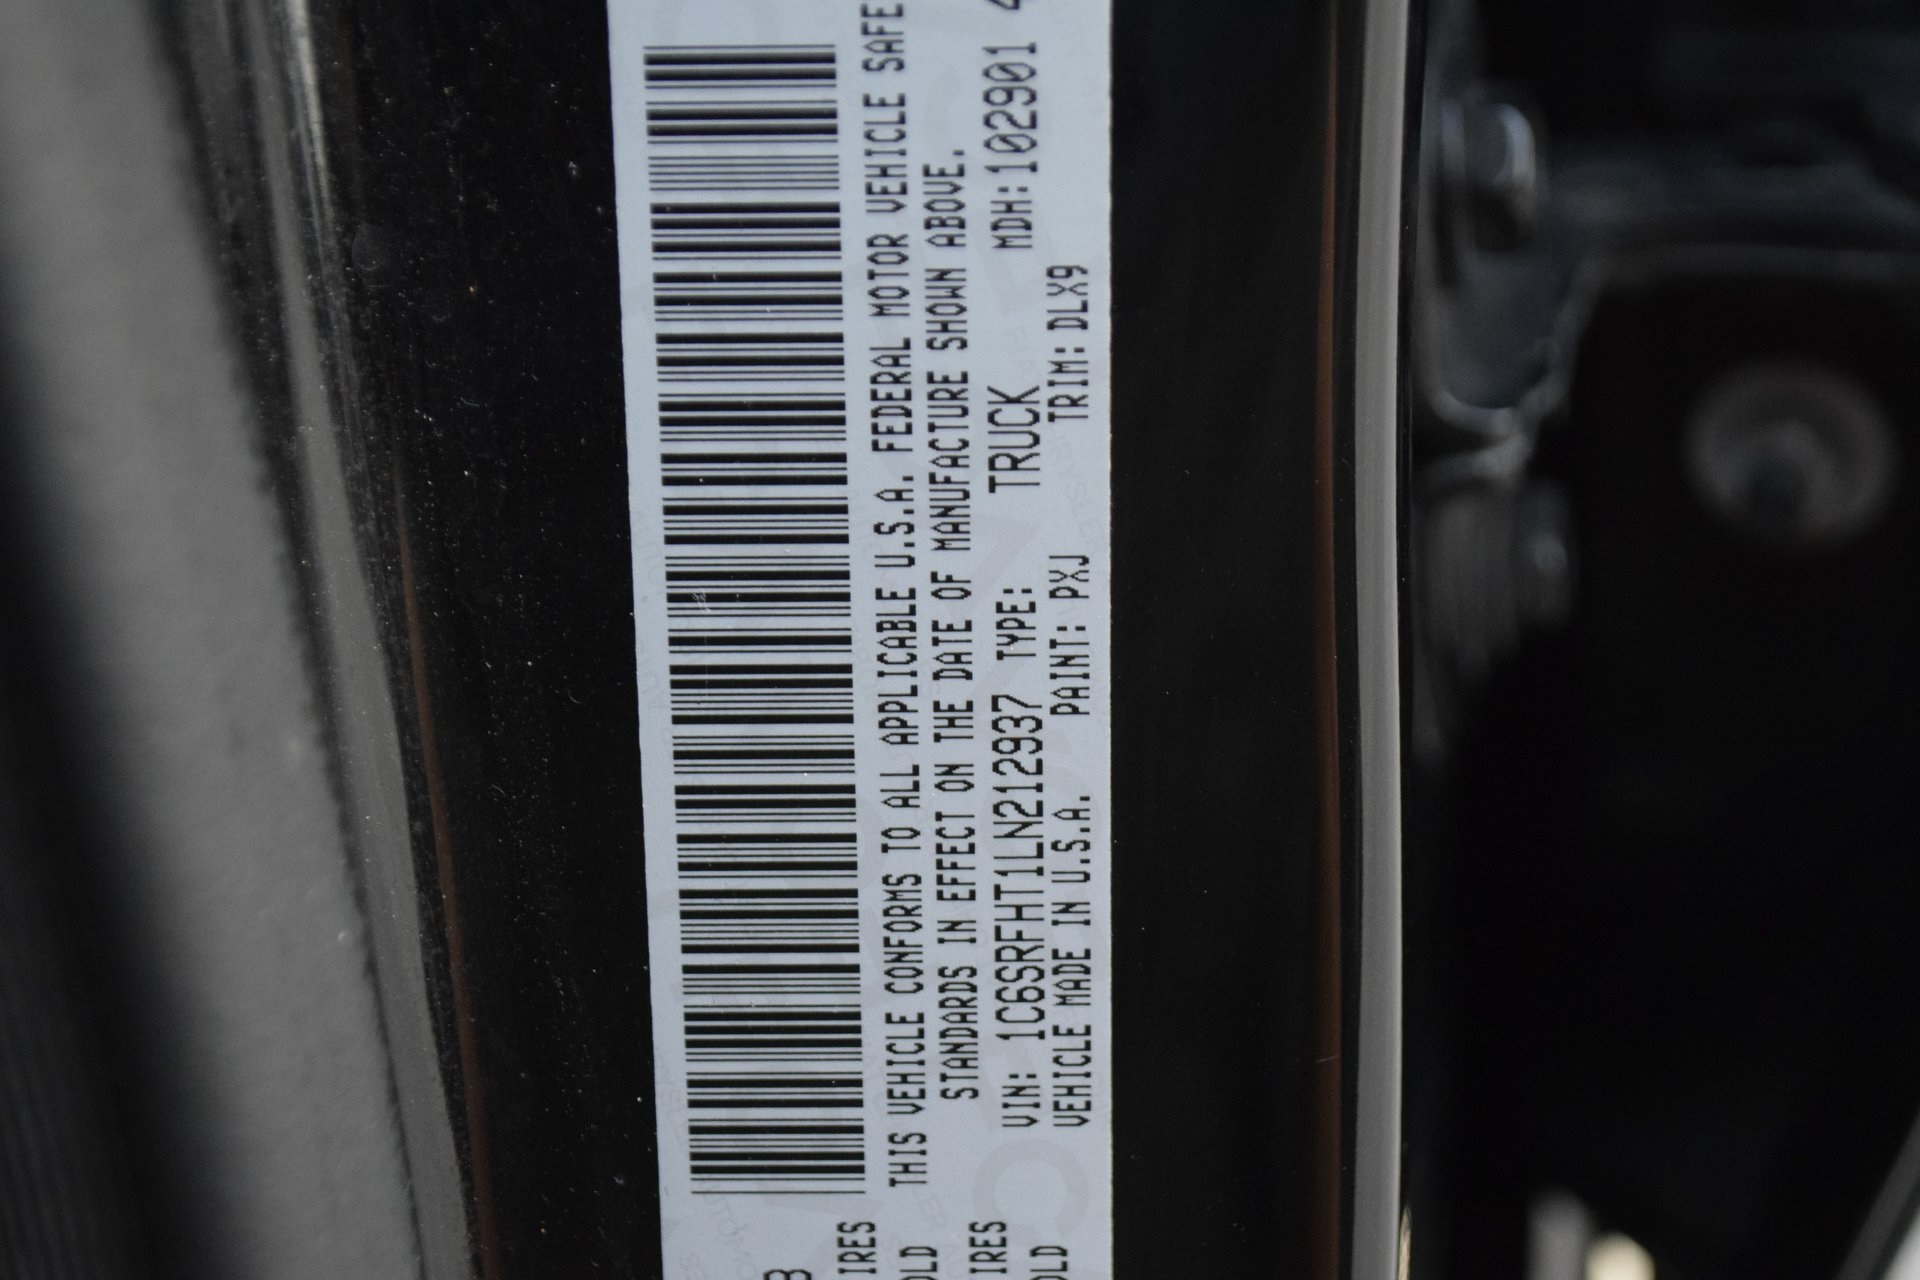 B
IRES
OLD
THIS VEHICLE CONFORMS TO ALL APPLICABLE U.S.A. FEDERAL MOTOR VEHICLE SAFE
STANDARDS IN EFFECT ON THE DATE OF MANUFACTURE SHOWN ABOVE.
IRES
VIN: 1C6SRFHT1LN212937 TYPE: TRUCK MDH:102901 4
OLD
VEHICLE MADE IN U.S.A. PAINT: PXJ TRIM: DLX9